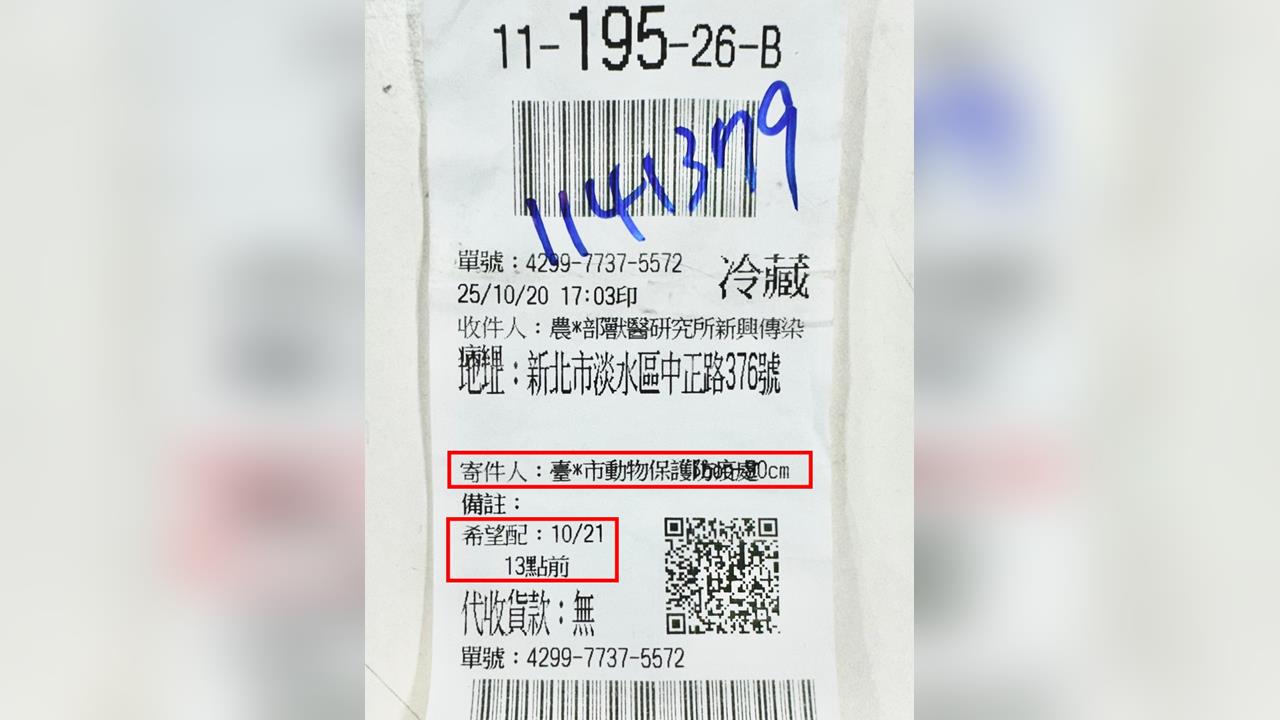 11-195-26-B
1141379
單號：4299-7737-5572
冷藏
25/10/20 17:03印
收件人：農*部獸醫研究所新興傳染
地址：新北市淡水區中正路376號
寄件人：臺*市動物保護防疫處 0cm
備註：
希望配：10/21
13點前
代收貨款：無
單號：4299-7737-5572